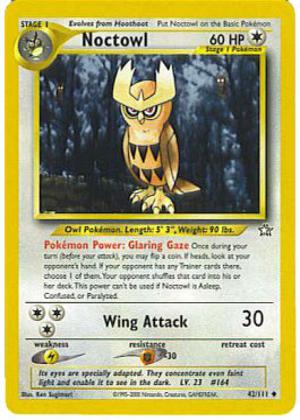 STAGE 1
Evolves from Hoothoot
Put Noctowl on the Basic Pokémon
Noctowl
60 HP
Stage 1 Pokémon
Owl Pokémon. Length: 5' 3", Weight: 90 lbs.
Pokémon Power: Glaring Gaze Once during your
turn (before your attack), you may flip a coin. If heads, look at your
opponent's hand. If your opponent has any Trainer cards there,
choose 1 of them. Your opponent shuffles that card into his or her
deck. This power can't be used if Noctowl is Asleep,
Confused, or Paralyzed.
Wing Attack
30
weakness
resistance
retreat cost
-30
Its eyes are specially adapted. They concentrate even faint
light and enable it to see in the dark. LV. 23 #164
Illus. Ken Sugimori
©1995-2000 Nintendo, Creatures, GAMEFREAK.
42/111